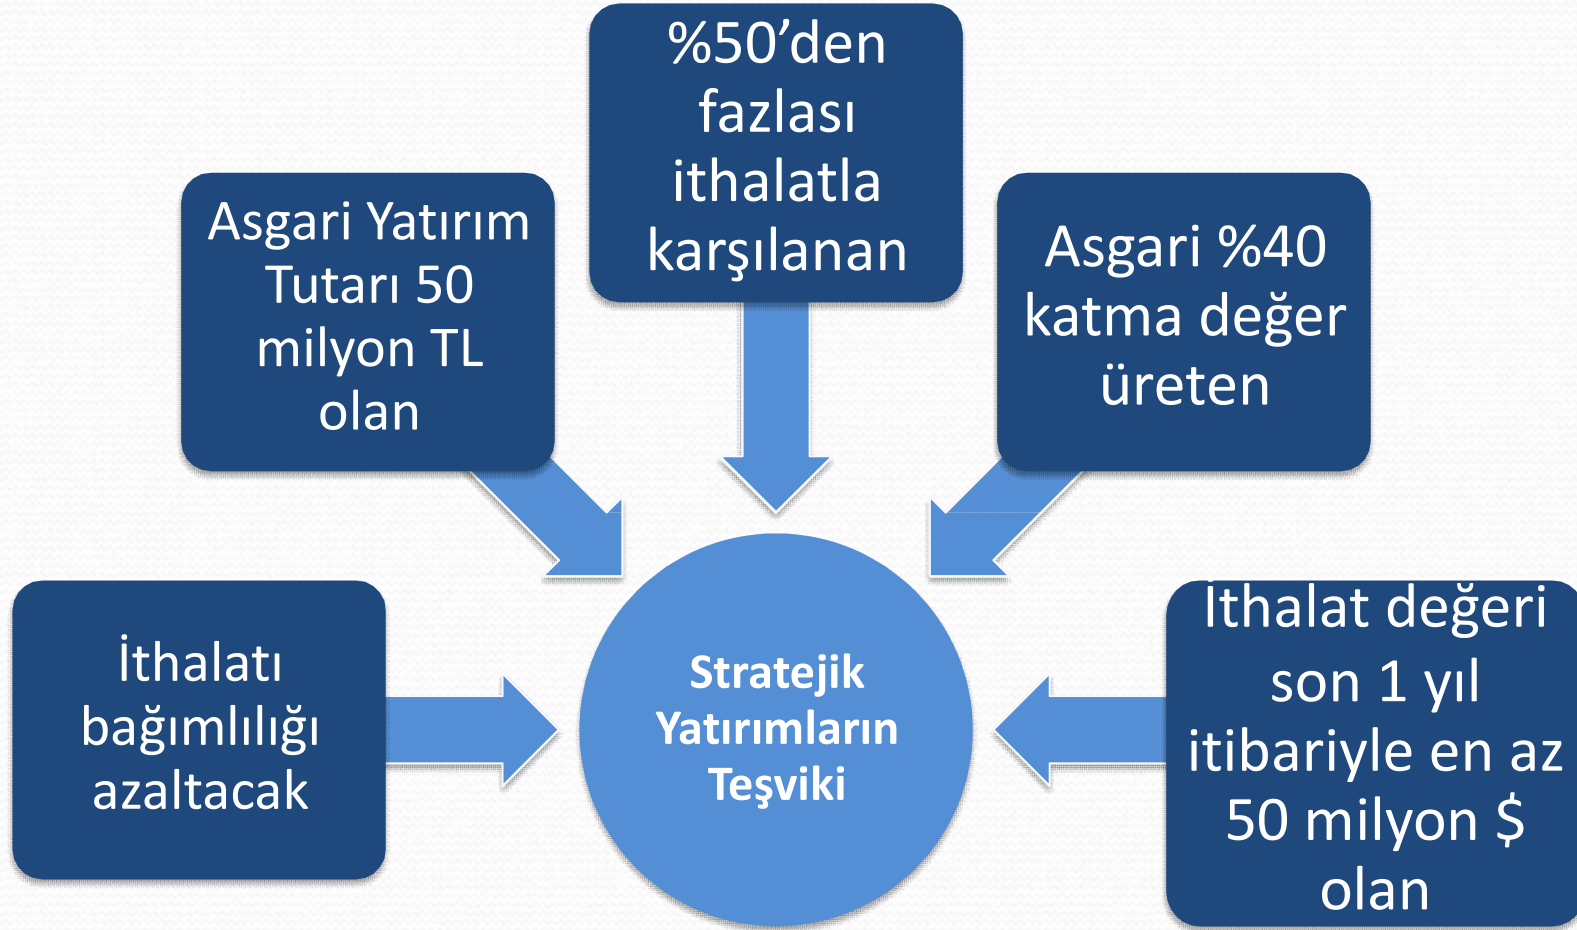 İthalatı
bağımlılığı
azaltacak
Asgari Yatırım
Tutarı 50
milyon TL
olan
%50’den
fazlası
ithalatla
karşılanan
Asgari %40
katma değer
üreten
İthalat değeri
son 1 yıl
itibariyle en az
50 milyon $
olan
Stratejik
Yatırımların
Teşviki